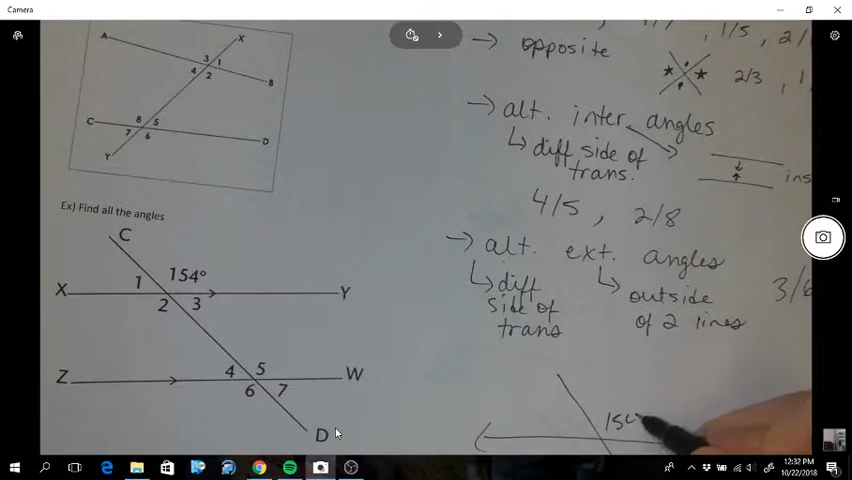 Camera
A
X
3 1
4 2
B
8 5
C
7 6
D
Y
Ex) Find all the angles
C
154°
1
X
Y
2 3
4 5
Z
W
6 7
D
1/5 , 2/
→ opposite
2/3 , 1
→ alt. inter angles
↳ diff side of
trans.
ins
4/5 , 2/8
→ alt. ext. angles
↳ diff
side of
trans
↳ outside
of 2 lines
3/6
12:32 PM
10/22/2018